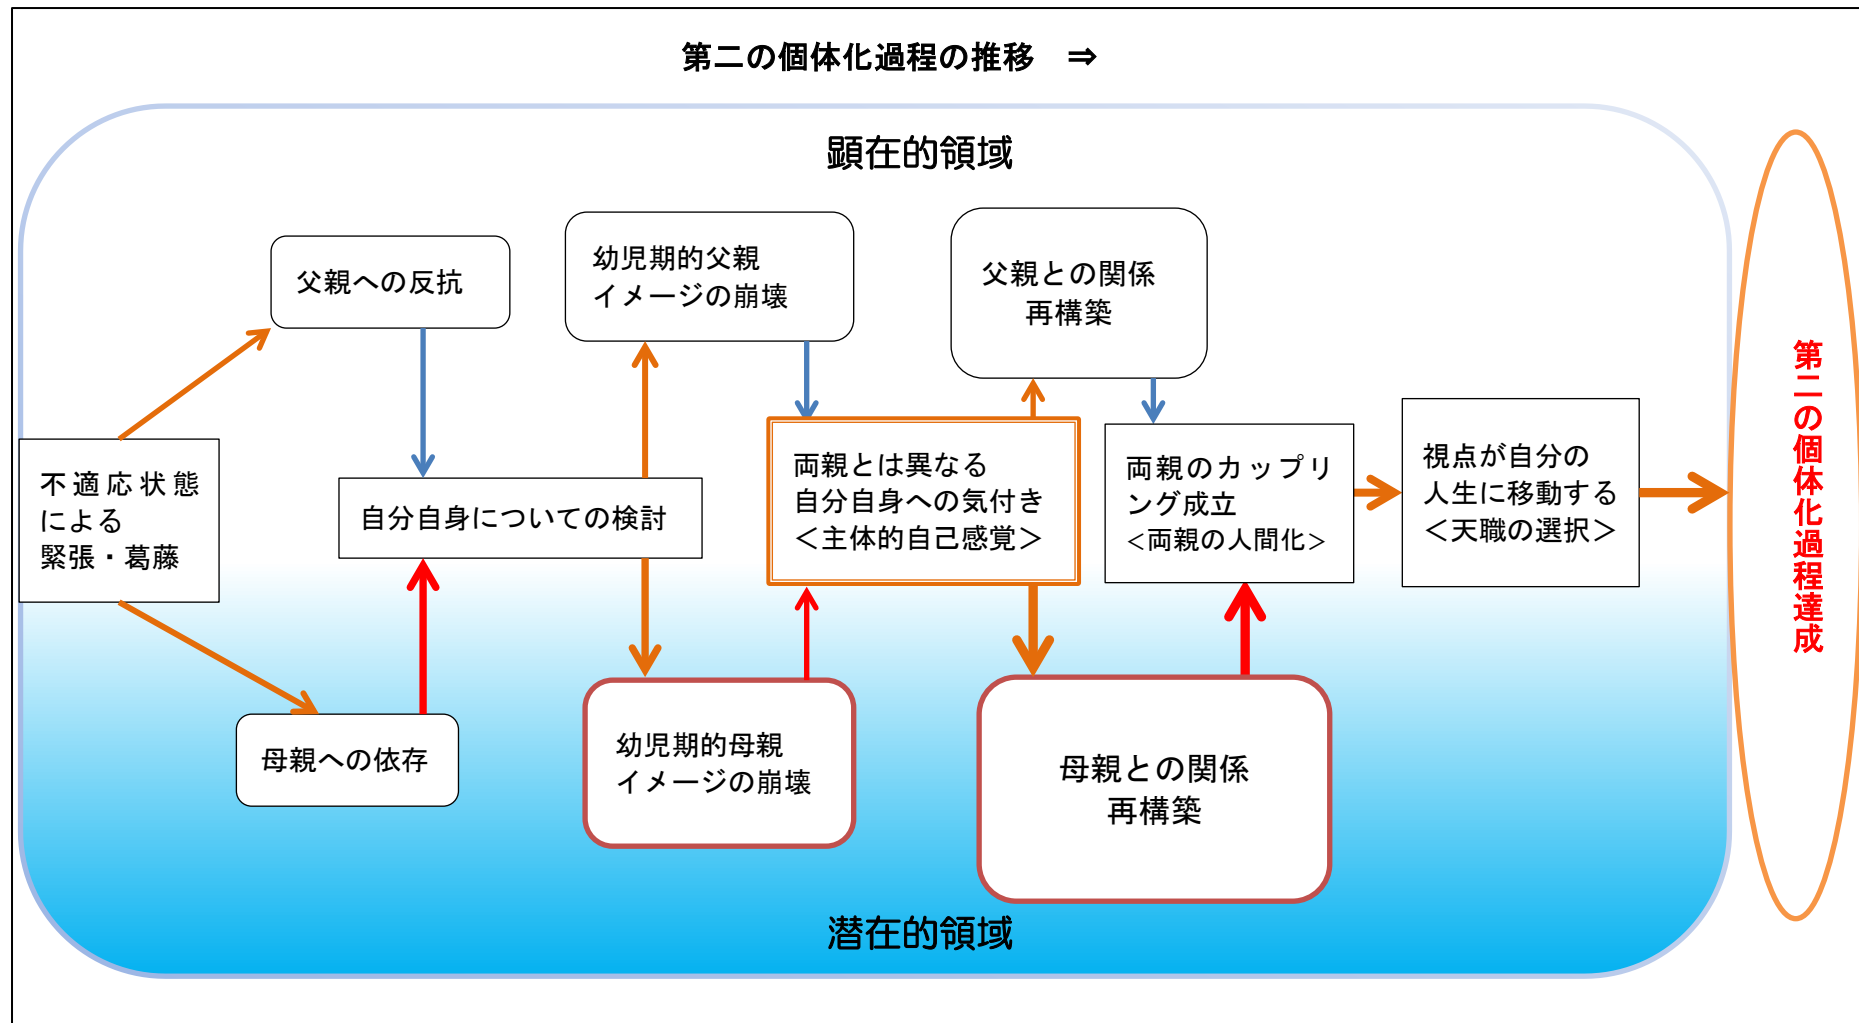 第二の個体化過程の推移　⇒
顕在的領域
父親への反抗
幼児期的父親
イメージの崩壊
父親との関係
再構築
不適応状態
による
緊張・葛藤
自分自身についての検討
両親とは異なる
自分自身への気付き
＜主体的自己感覚＞
両親のカップリ
ング成立
<両親の人間化>
視点が自分の
人生に移動する
＜天職の選択＞
母親への依存
幼児期的母親
イメージの崩壊
母親との関係
再構築
潜在的領域
第二の個体化過程達成